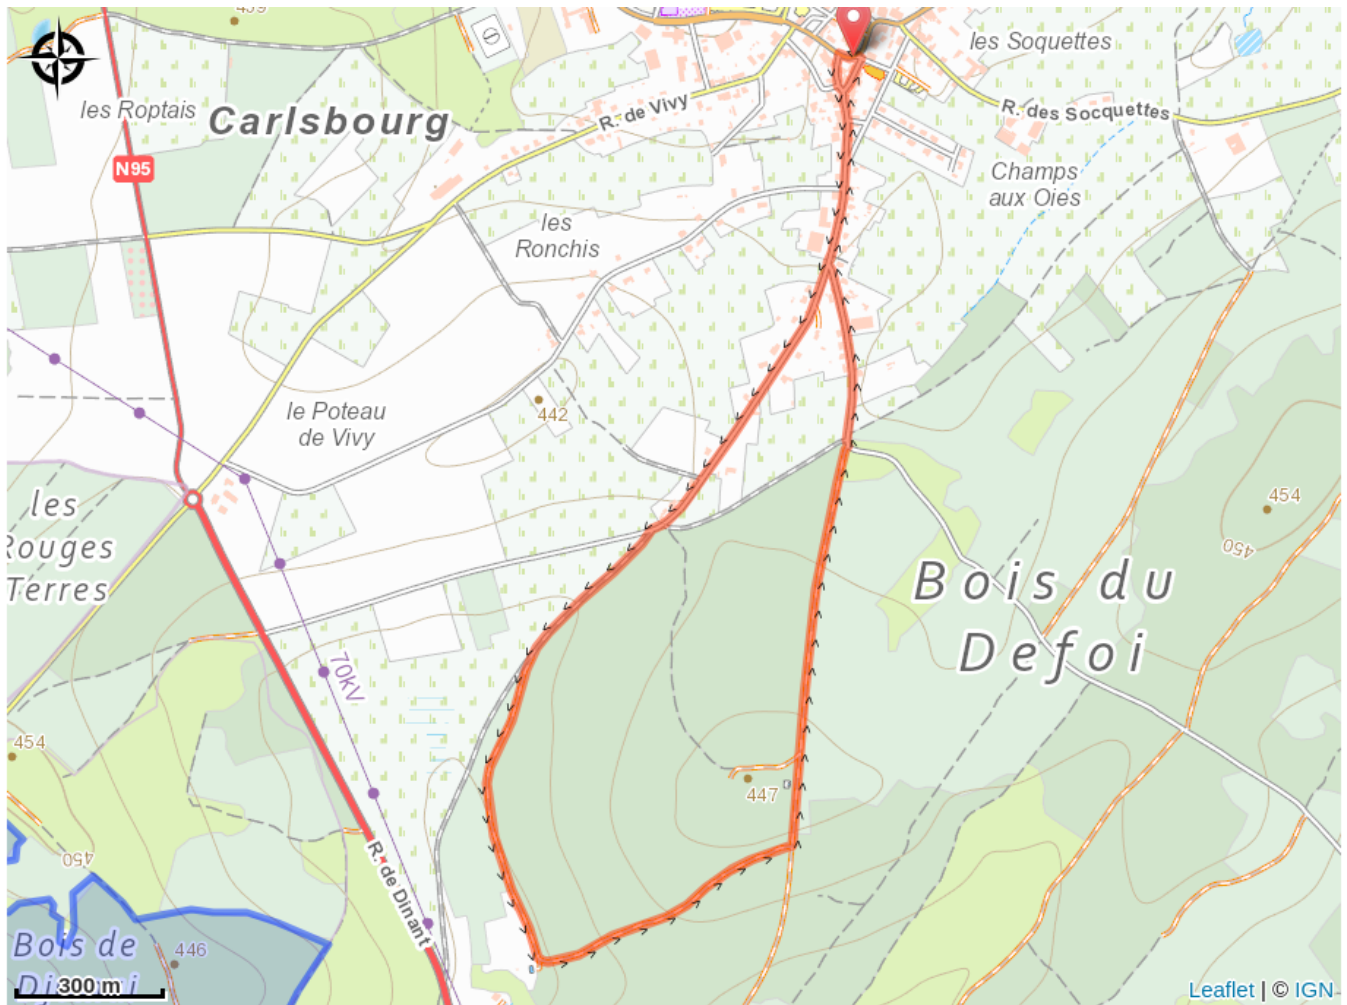 459
les Soquettes
les Roptais
Carlsbourg
R. de Vivy
R. des Socquettes
N95
Champs
aux Oies
les
Ronchis
le Poteau
de Vivy
442
les
Rouges
Terres
454
450
Bois du
Defoi
70kV
454
447
450
R. de Dinant
Bois de
446
300 m
Leaflet | © IGN